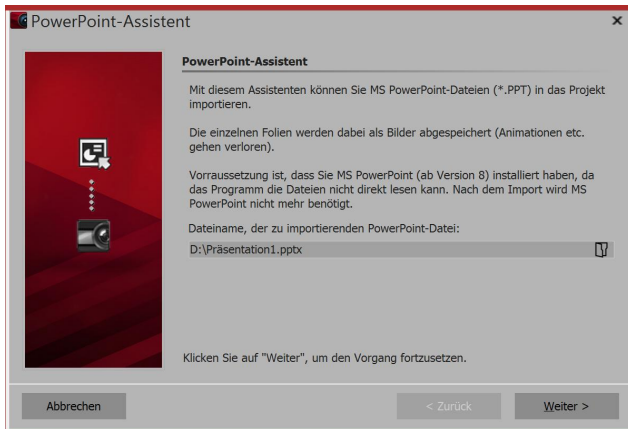 PowerPoint-Assistent
PowerPoint-Assistent
Mit diesem Assistenten können Sie MS PowerPoint-Dateien (*.PPT) in das Projekt
importieren.
Die einzelnen Folien werden dabei als Bilder abgespeichert (Animationen etc.
gehen verloren).
Vorraussetzung ist, dass Sie MS PowerPoint (ab Version 8) installiert haben, da
das Programm die Dateien nicht direkt lesen kann. Nach dem Import wird MS
PowerPoint nicht mehr benötigt.
Dateiname, der zu importierenden PowerPoint-Datei:
D:\Präsentation1.pptx
Klicken Sie auf "Weiter", um den Vorgang fortzusetzen.
Abbrechen
< Zurück
Weiter >